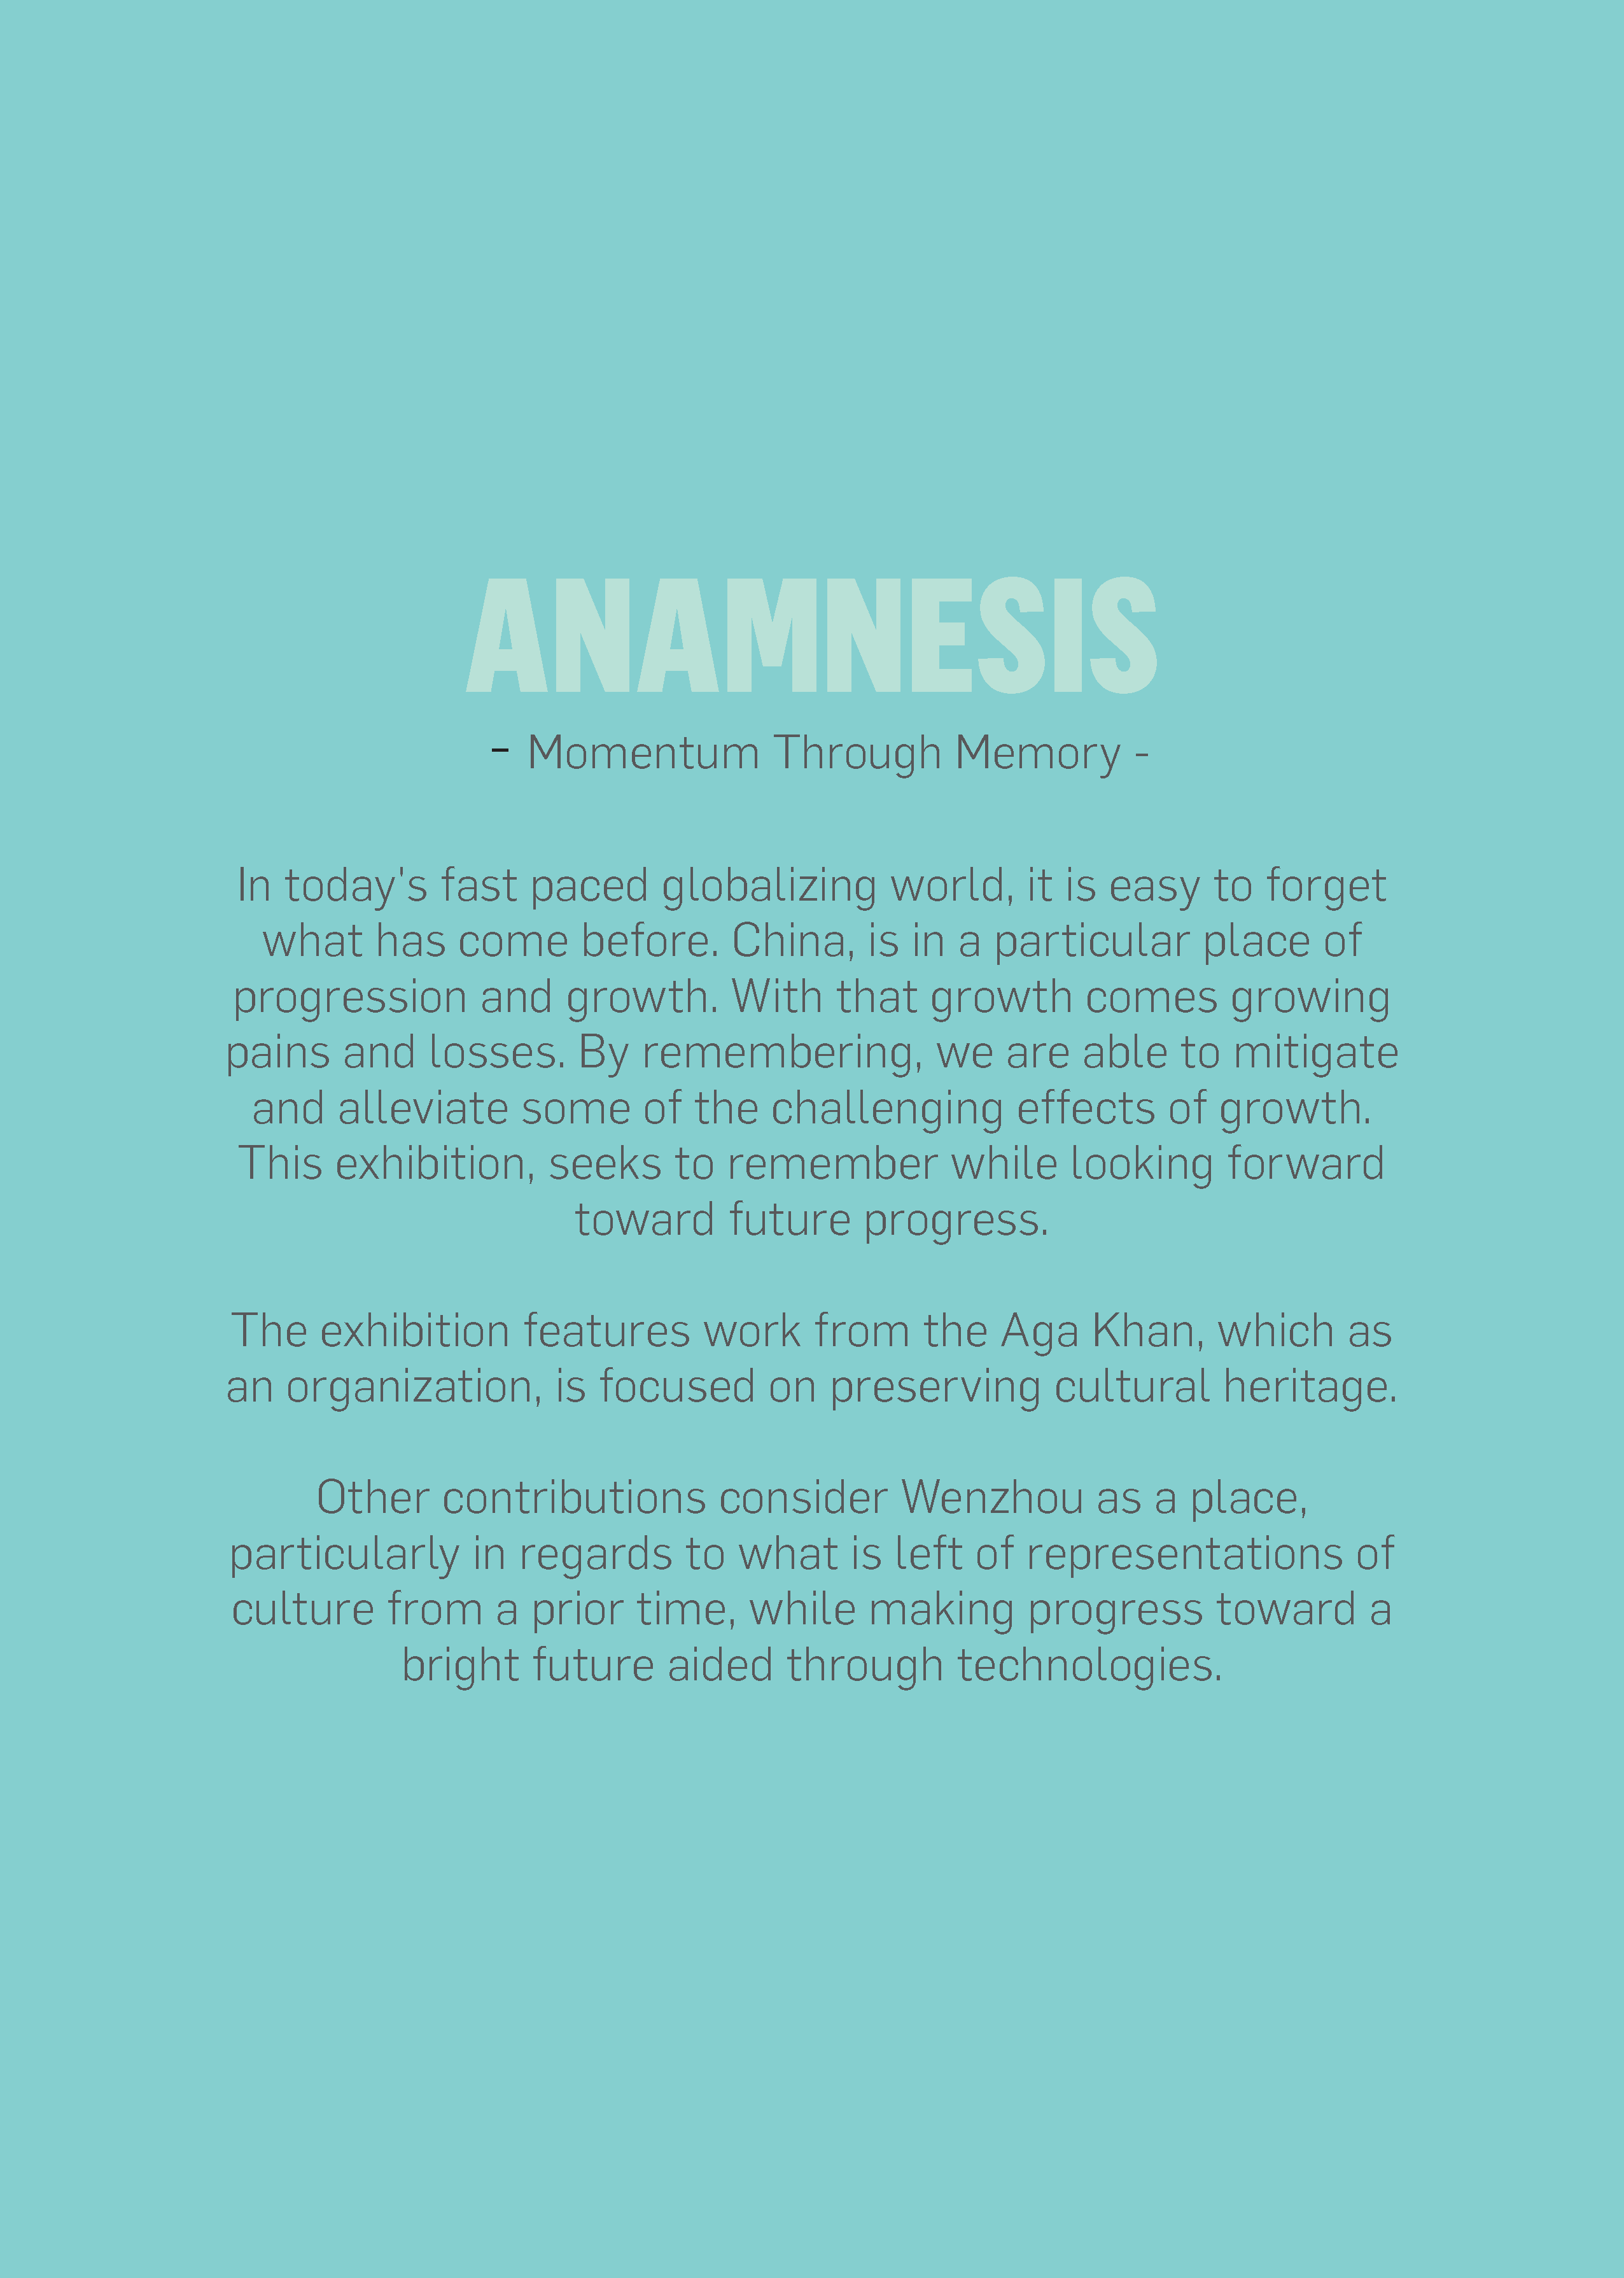 ANAMNESIS
- Momentum Through Memory -
In today's fast paced globalizing world, it is easy to forget
what has come before. China, is in a particular place of
progression and growth. With that growth comes growing
pains and losses. By remembering, we are able to mitigate
and alleviate some of the challenging effects of growth.
This exhibition, seeks to remember while looking forward
toward future progress.
The exhibition features work from the Aga Khan, which as
an organization, is focused on preserving cultural heritage.
Other contributions consider Wenzhou as a place,
particularly in regards to what is left of representations of
culture from a prior time, while making progress toward a
bright future aided through technologies.